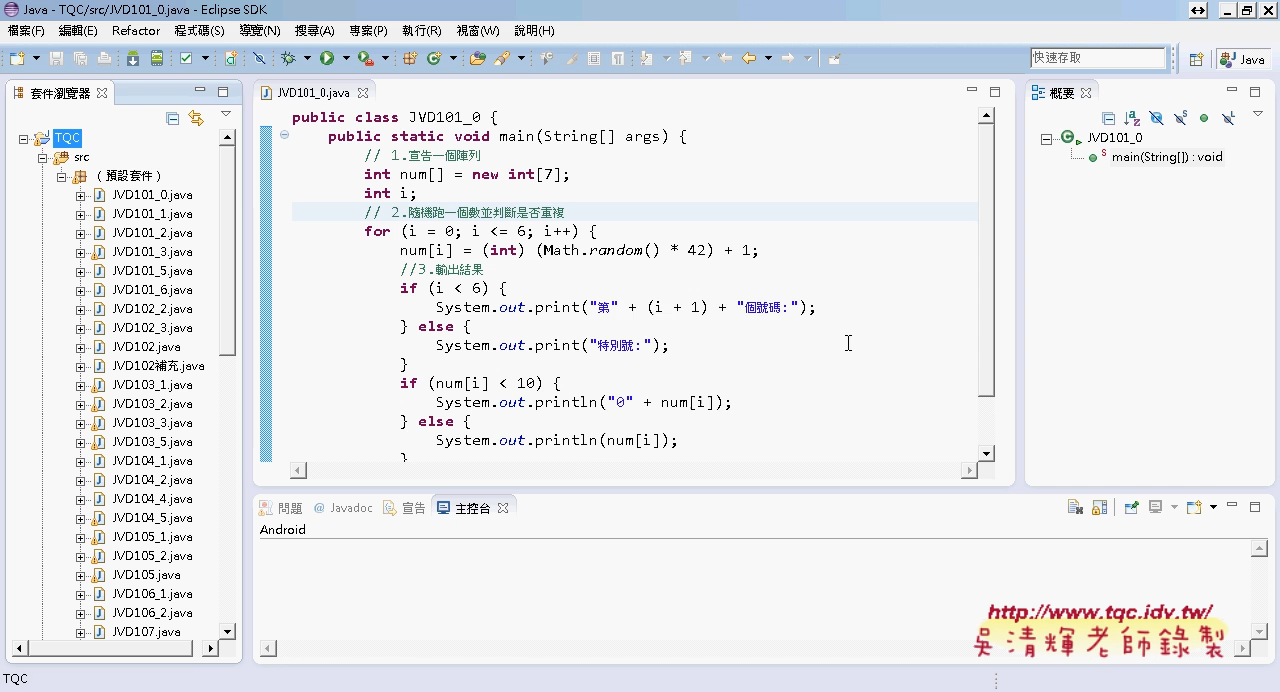 Java - TQC/src/JVD101_0.java - Eclipse SDK
檔案(F) 編輯(E) Refactor 程式碼(S) 導覽(N) 搜尋(A) 專案(P) 執行(R) 視窗(W) 說明(H)
快速存取
Java
套件瀏覽器
TQC
src
(預設套件)
JVD101_0.java
JVD101_1.java
JVD101_2.java
JVD101_3.java
JVD101_5.java
JVD101_6.java
JVD102_2.java
JVD102_3.java
JVD102.java
JVD102補充.java
JVD103_1.java
JVD103_2.java
JVD103_3.java
JVD103_5.java
JVD104_1.java
JVD104_2.java
JVD104_4.java
JVD104_5.java
JVD105_1.java
JVD105_2.java
JVD105.java
JVD106_1.java
JVD106_2.java
JVD107.java
JVD101_0.java
public class JVD101_0 {
public static void main(String[] args) {
// 1.宣告一個陣列
int num[] = new int[7];
int i;
// 2.隨機跑一個數並判斷是否重複
for (i = 0; i <= 6; i++) {
num[i] = (int) (Math.random() * 42) + 1;
//3.輸出結果
if (i < 6) {
System.out.print("第" + (i + 1) + "個號碼:");
} else {
System.out.print("特別號:");
}
if (num[i] < 10) {
System.out.println("0" + num[i]);
} else {
System.out.println(num[i]);
}
概要
JVD101_0
main(String[]) : void
問題 @ Javadoc 宣告 主控台
Android
http://www.tqc.idv.tw/
吳清輝老師錄製
TQC